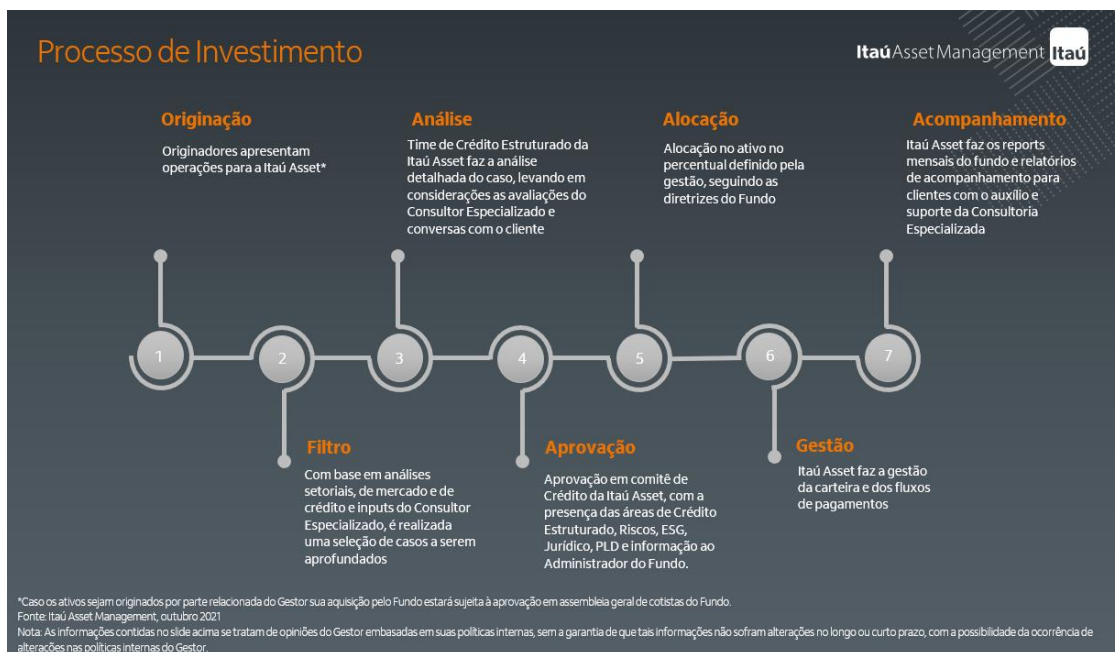 Processo de Investimento
Itaú Asset Management Itaú
Originação
Originadores apresentam
operações para a Itaú Asset*
Análise
Time de Crédito Estruturado da
Itaú Asset faz a análise
detalhada do caso, levando em
considerações as avaliações do
Consultor Especializado e
conversas com o cliente
Alocação
Alocação no ativo no
percentual definido pela
gestão, seguindo as
diretrizes do Fundo
Acompanhamento
Itaú Asset faz os reports
mensais do fundo e relatórios
de acompanhamento para
clientes com o auxílio e
suporte da Consultoria
Especializada
1
2
3
4
5
6
7
Filtro
Com base em análises
setoriais, de mercado e de
crédito e inputs do Consultor
Especializado, é realizada
uma seleção de casos a serem
aprofundados
Aprovação
Aprovação em comitê de
Crédito da Itaú Asset, com a
presença das áreas de Crédito
Estruturado, Riscos, ESG,
Jurídico, PLD e informação ao
Administrador do Fundo.
Gestão
Itaú Asset faz a gestão
da carteira e dos fluxos
de pagamentos
*Caso os ativos sejam originados por parte relacionada do Gestor sua aquisição pelo Fundo estará sujeita à aprovação em assembleia geral de cotistas do Fundo.
Fonte: Itaú Asset Management, outubro 2021
Nota: As informações contidas no slide acima se tratam de opiniões do Gestor embasadas em suas políticas internas, sem a garantia de que tais informações não sofram alterações no longo ou curto prazo, com a possibilidade da ocorrência de
alterações nas políticas internas do Gestor.